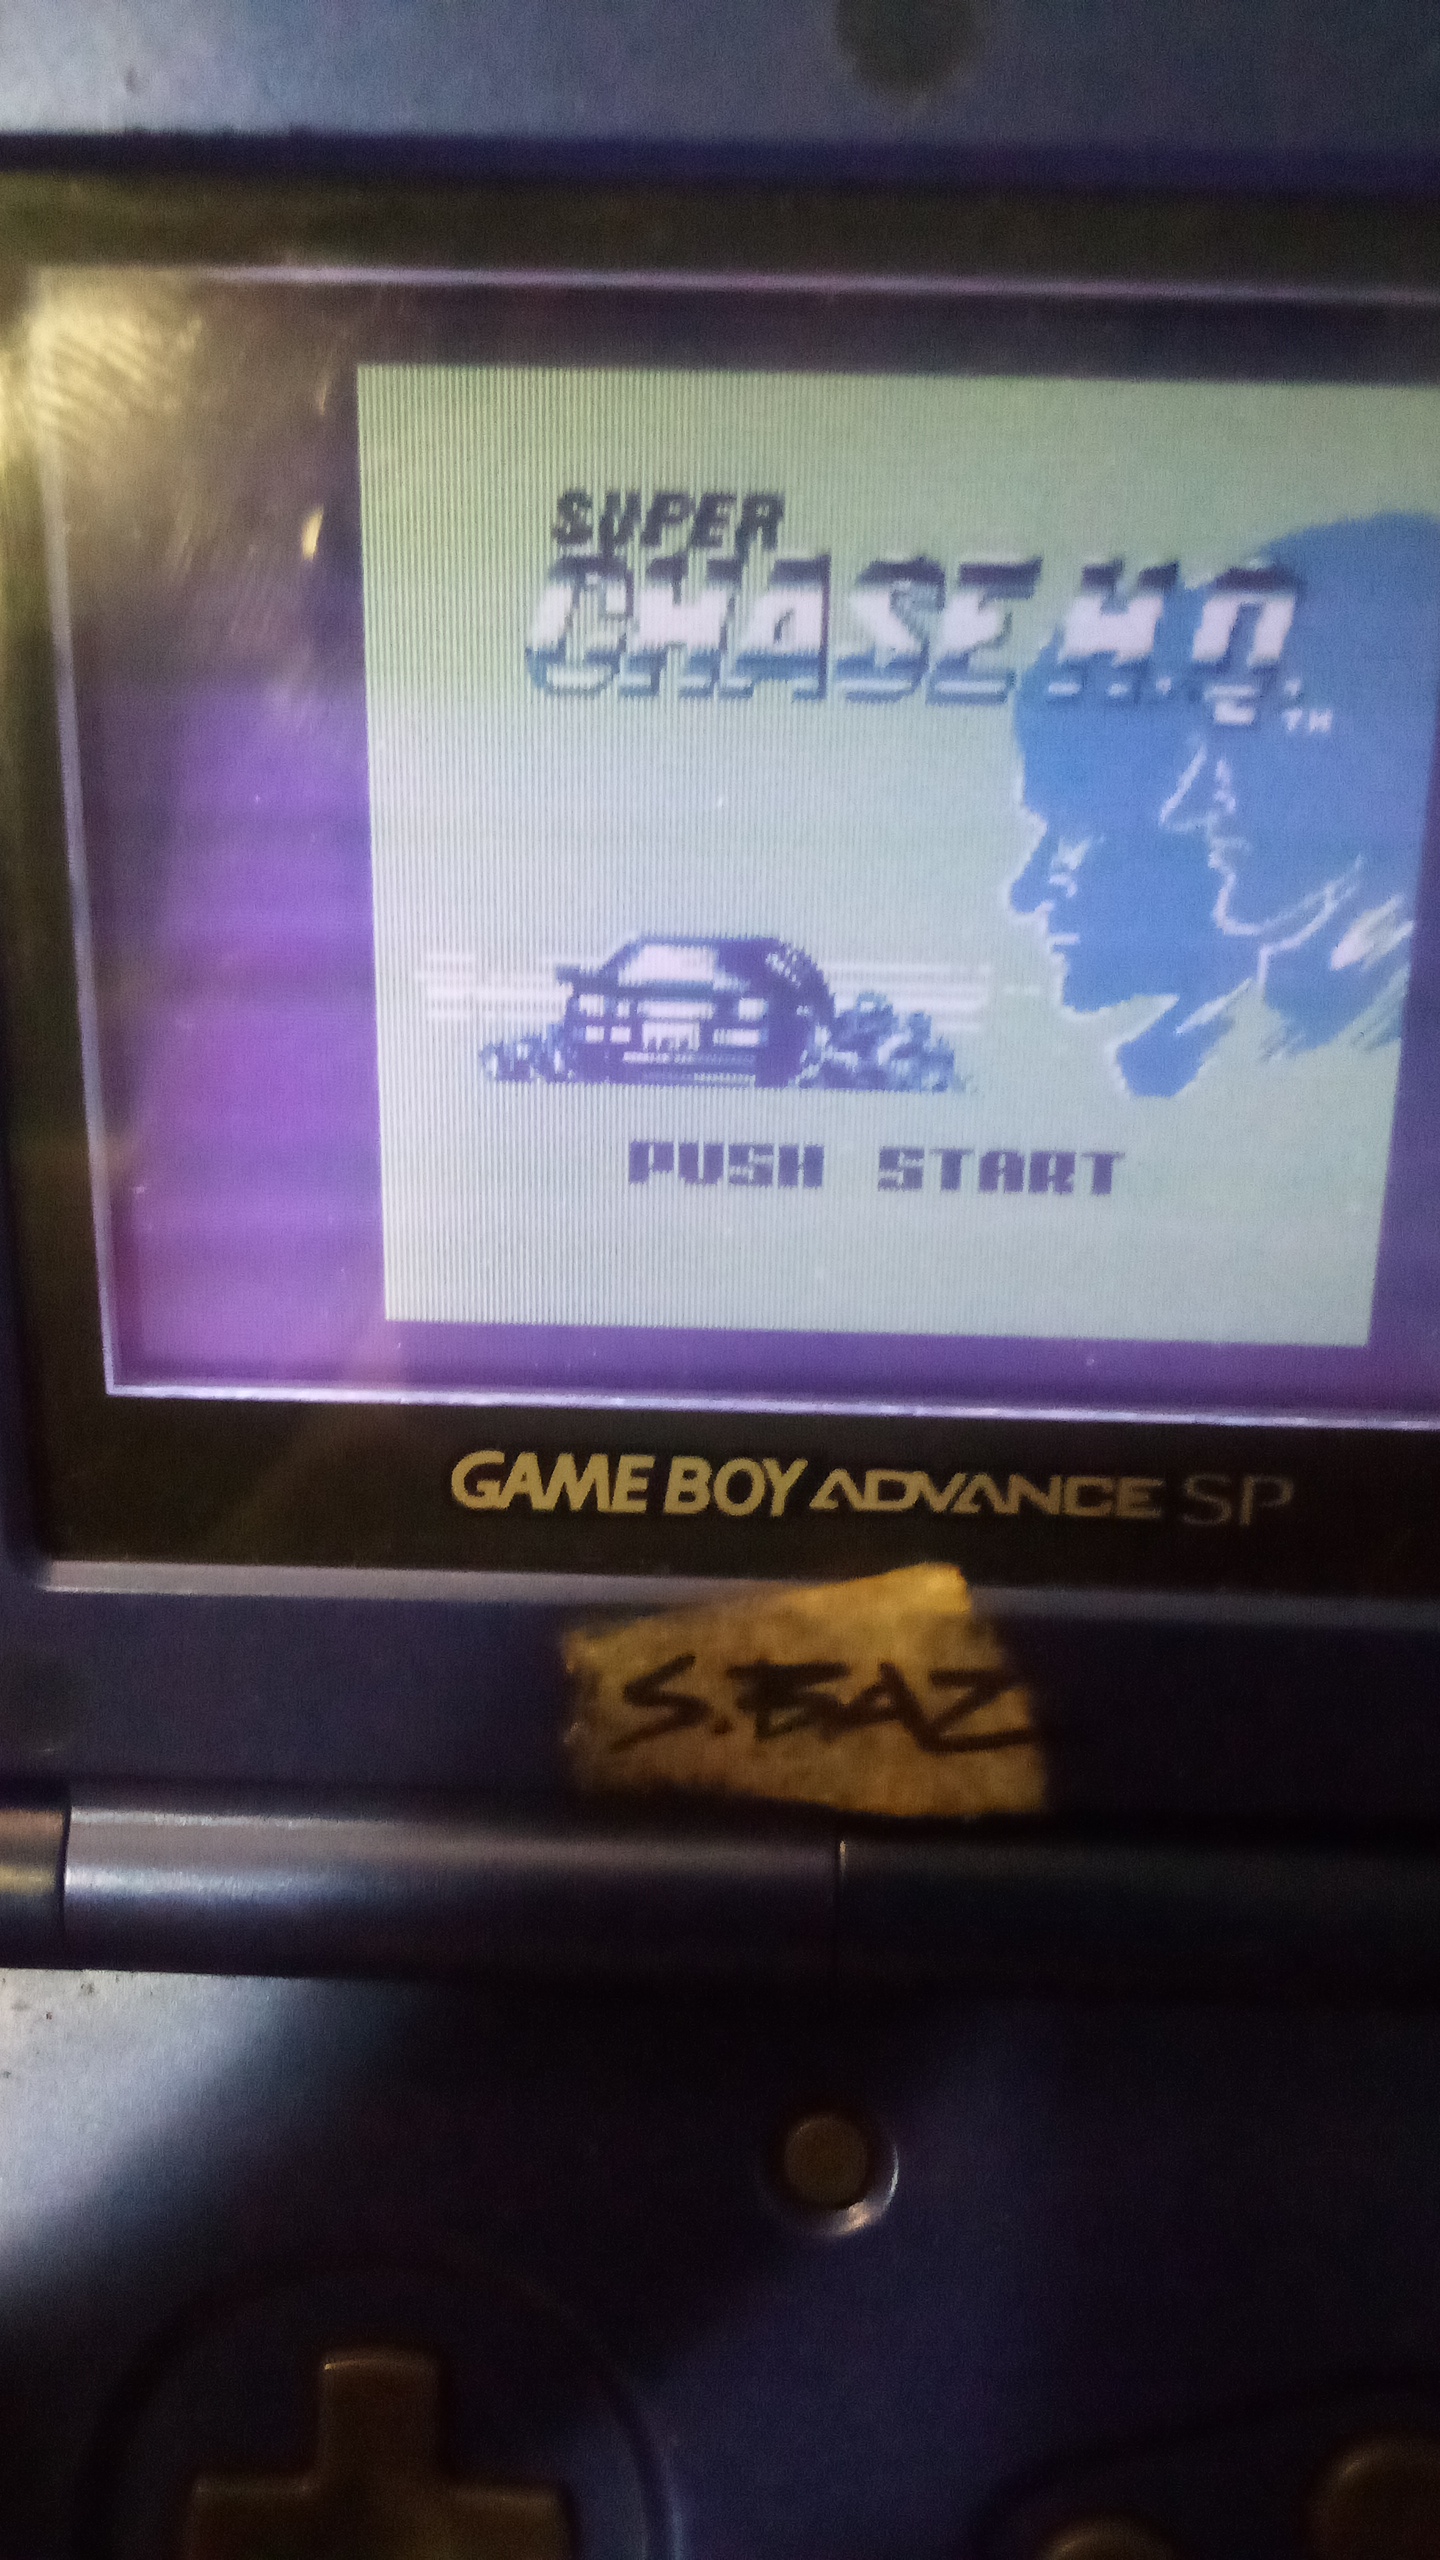 SUPER
CHASE H.Q.
TM
PUSH START
GAME BOY ADVANCE SP
S.BAZ